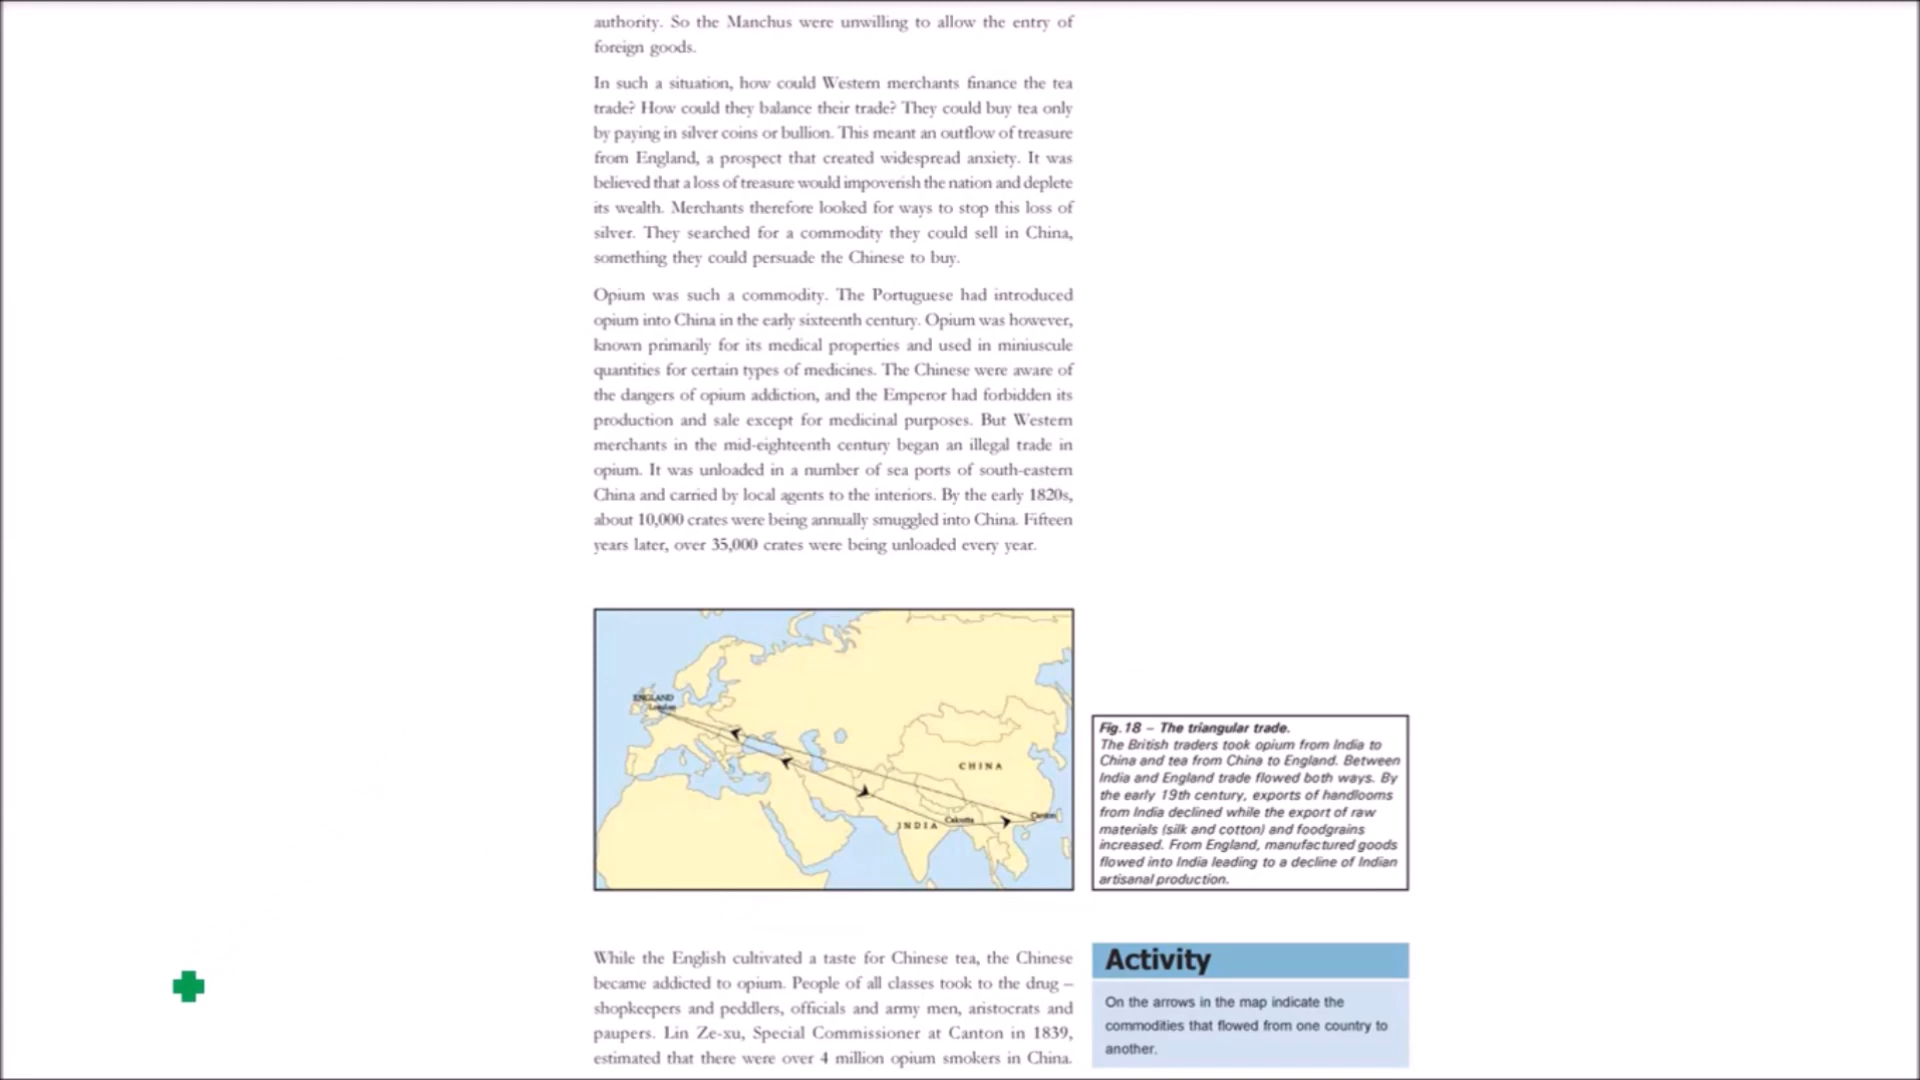 authority. So the Manchus were unwilling to allow the entry of
foreign goods.
In such a situation, how could Western merchants finance the tea
trade? How could they balance their trade? They could buy tea only
by paying in silver coins or bullion. This meant an outflow of treasure
from England, a prospect that created widespread anxiety. It was
believed that a loss of treasure would impoverish the nation and deplete
its wealth. Merchants therefore looked for ways to stop this loss of
silver. They searched for a commodity they could sell in China,
something they could persuade the Chinese to buy.
Opium was such a commodity. The Portuguese had introduced
opium into China in the early sixteenth century. Opium was however,
known primarily for its medical properties and used in miniuscule
quantities for certain types of medicines. The Chinese were aware of
the dangers of opium addiction, and the Emperor had forbidden its
production and sale except for medicinal purposes. But Western
merchants in the mid-eighteenth century began an illegal trade in
opium. It was unloaded in a number of sea ports of south-eastern
China and carried by local agents to the interiors. By the early 1820s,
about 10,000 crates were being annually smuggled into China. Fifteen
years later, over 35,000 crates were being unloaded every year.
ENGLAND
London
CHINA
INDIA
Calcutta
Canton
Fig.18 – The triangular trade.
The British traders took opium from India to
China and tea from China to England. Between
India and England trade flowed both ways. By
the early 19th century, exports of handlooms
from India declined while the export of raw
materials (silk and cotton) and foodgrains
increased. From England, manufactured goods
flowed into India leading to a decline of Indian
artisanal production.
While the English cultivated a taste for Chinese tea, the Chinese
became addicted to opium. People of all classes took to the drug –
shopkeepers and peddlers, officials and army men, aristocrats and
paupers. Lin Ze-xu, Special Commissioner at Canton in 1839,
estimated that there were over 4 million opium smokers in China.
Activity
On the arrows in the map indicate the
commodities that flowed from one country to
another.